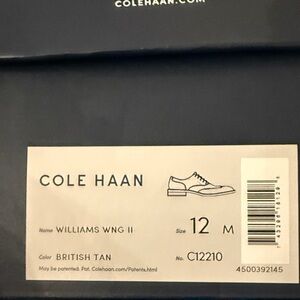 COLEHAAN.COM
COLE HAAN
Name WILLIAMS WNG II
Size 12 M
Color BRITISH TAN
No. C12210
May be patented. Pat. Colehaan.com/Patents.html
4500392145